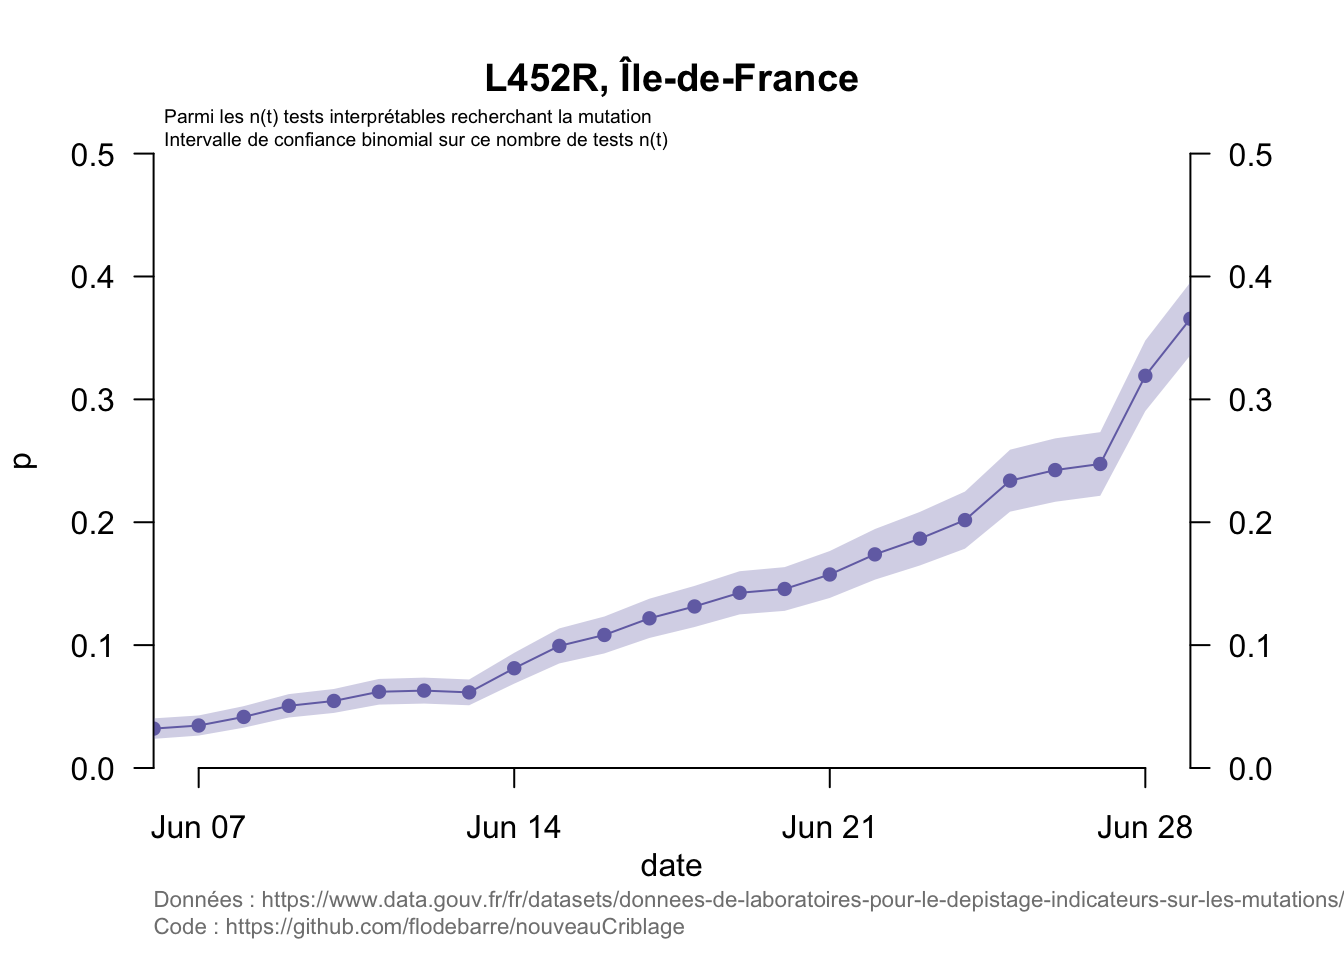 L452R, Île-de-France
Parmi les n(t) tests interprétables recherchant la mutation
Intervalle de confiance binomial sur ce nombre de tests n(t)
0.5 0.5
0.4 0.4
0.3 0.3
p
0.2 0.2
0.1 0.1
0.0 0.0
Jun 07 Jun 14 Jun 21 Jun 28
date
Données : https://www.data.gouv.fr/fr/datasets/donnees-de-laboratoires-pour-le-depistage-indicateurs-sur-les-mutations/
Code : https://github.com/flodebarre/nouveauCriblage